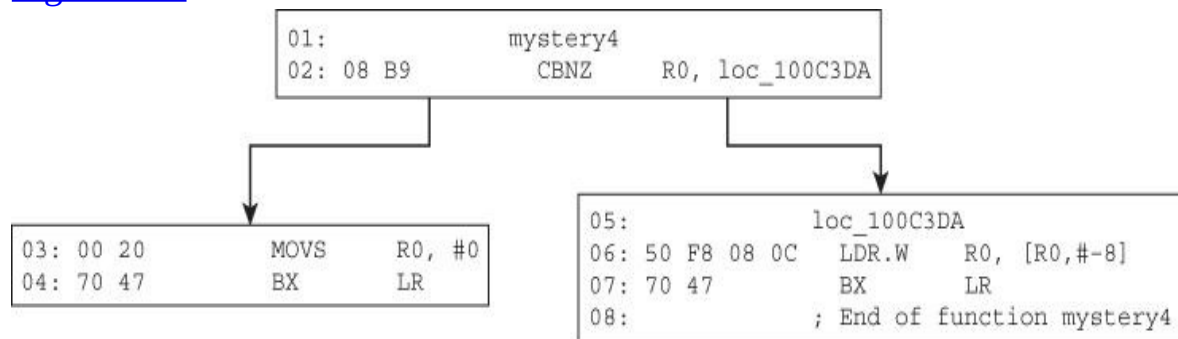 01: mystery4
02: 08 B9 CBNZ R0, loc_100C3DA
03: 00 20 MOVS R0, #0
04: 70 47 BX LR
05: loc_100C3DA
06: 50 F8 08 0C LDR.W R0, [R0,#-8]
07: 70 47 BX LR
08: ; End of function mystery4